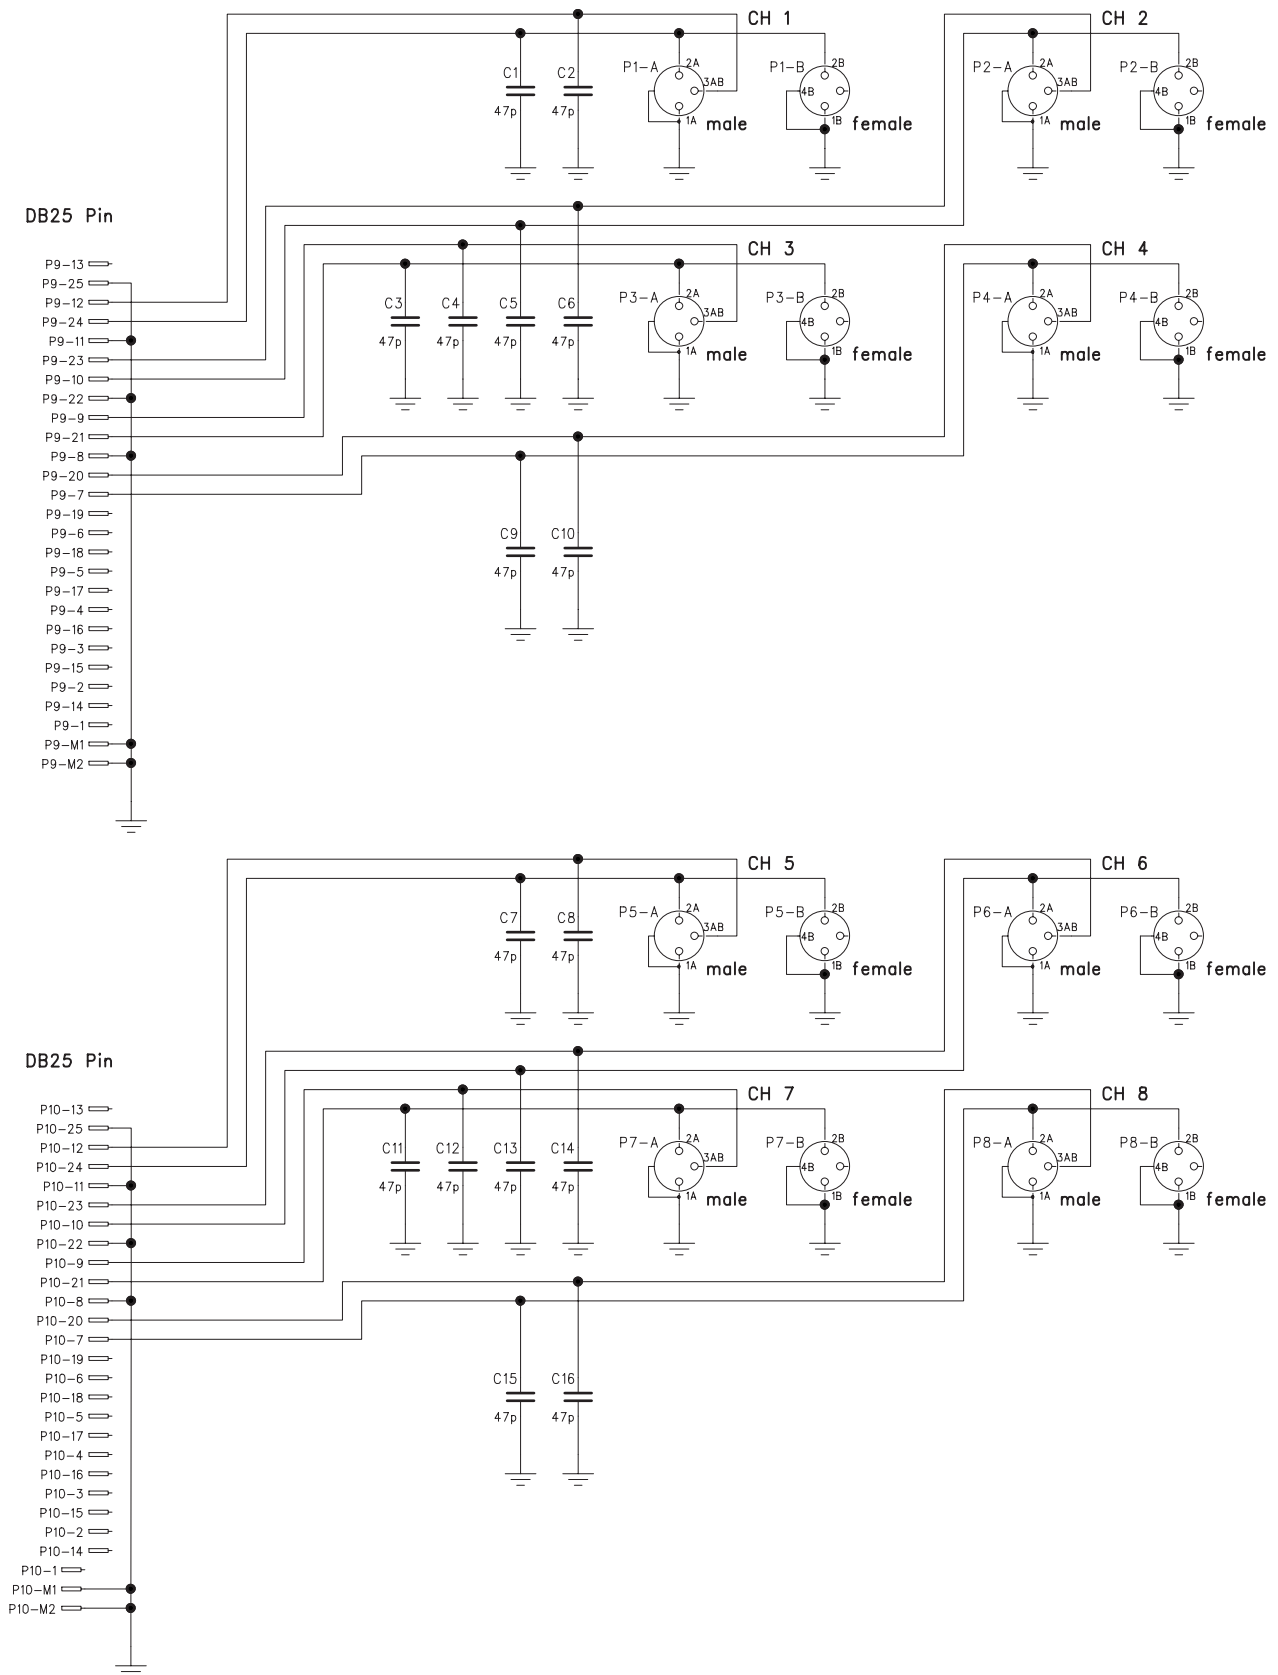 CH 1
CH 2
P1-A 2A 3AB 1A male
P1-B 2B 4B 1B female
P2-A 2A 3AB 1A male
P2-B 2B 4B 1B female
C1 47p
C2 47p
DB25 Pin
P9-13
P9-25
P9-12
P9-24
P9-11
P9-23
P9-10
P9-22
P9-9
P9-21
P9-8
P9-20
P9-7
P9-19
P9-6
P9-18
P9-5
P9-17
P9-4
P9-16
P9-3
P9-15
P9-2
P9-14
P9-1
P9-M1
P9-M2
CH 3
CH 4
C3 47p
C4 47p
C5 47p
C6 47p
P3-A 2A 3AB 1A male
P3-B 2B 4B 1B female
P4-A 2A 3AB 1A male
P4-B 2B 4B 1B female
C9 47p
C10 47p
CH 5
CH 6
C7 47p
C8 47p
P5-A 2A 3AB 1A male
P5-B 2B 4B 1B female
P6-A 2A 3AB 1A male
P6-B 2B 4B 1B female
DB25 Pin
P10-13
P10-25
P10-12
P10-24
P10-11
P10-23
P10-10
P10-22
P10-9
P10-21
P10-8
P10-20
P10-7
P10-19
P10-6
P10-18
P10-5
P10-17
P10-4
P10-16
P10-3
P10-15
P10-2
P10-14
P10-1
P10-M1
P10-M2
CH 7
CH 8
C11 47p
C12 47p
C13 47p
C14 47p
P7-A 2A 3AB 1A male
P7-B 2B 4B 1B female
P8-A 2A 3AB 1A male
P8-B 2B 4B 1B female
C15 47p
C16 47p